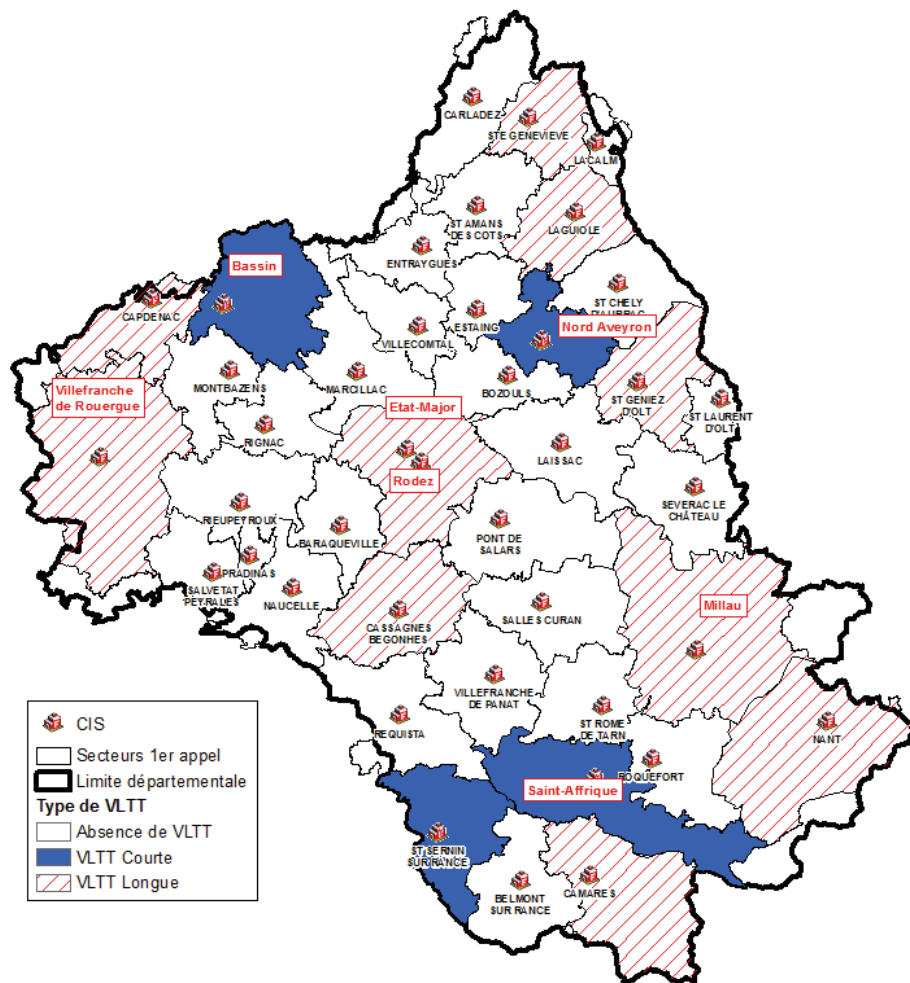 CARLADEZ
STE GENEVIEVE
LACALM
ST AMANS
DES COTS
LAGUIOLE
ENTRAYGUES
Bassin
ST CHELY
D'AUBRAC
CAPDENAC
ESTAING
Nord Aveyron
VILLECOMTAL
MONTBAZENS
MARCILLAC
BOZOULS
Villefranche
de Rouergue
ST GENIEZ
D'OLT
ST LAURENT
D'OLT
Etat-Major
RIGNAC
LAISSAC
Rodez
SEVERAC LE
CHÂTEAU
RIEUPEYROUX
BARAQUEVILLE
PONT DE
SALARS
PRADINAS
SALVETAT
PEYRALES
NAUCELLE
CASSAGNES
BEGONHES
SALLES CURAN
Millau
VILLEFRANCHE
DE PANAT
REQUISTA
ST ROME
DE TARN
NANT
ROQUEFORT
Saint-Affrique
ST SERNIN
SUR RANCE
BELMONT
SUR RANCE
CAMARES
CIS
Secteurs 1er appel
Limite départementale
Type de VLTT
Absence de VLTT
VLTT Courte
VLTT Longue